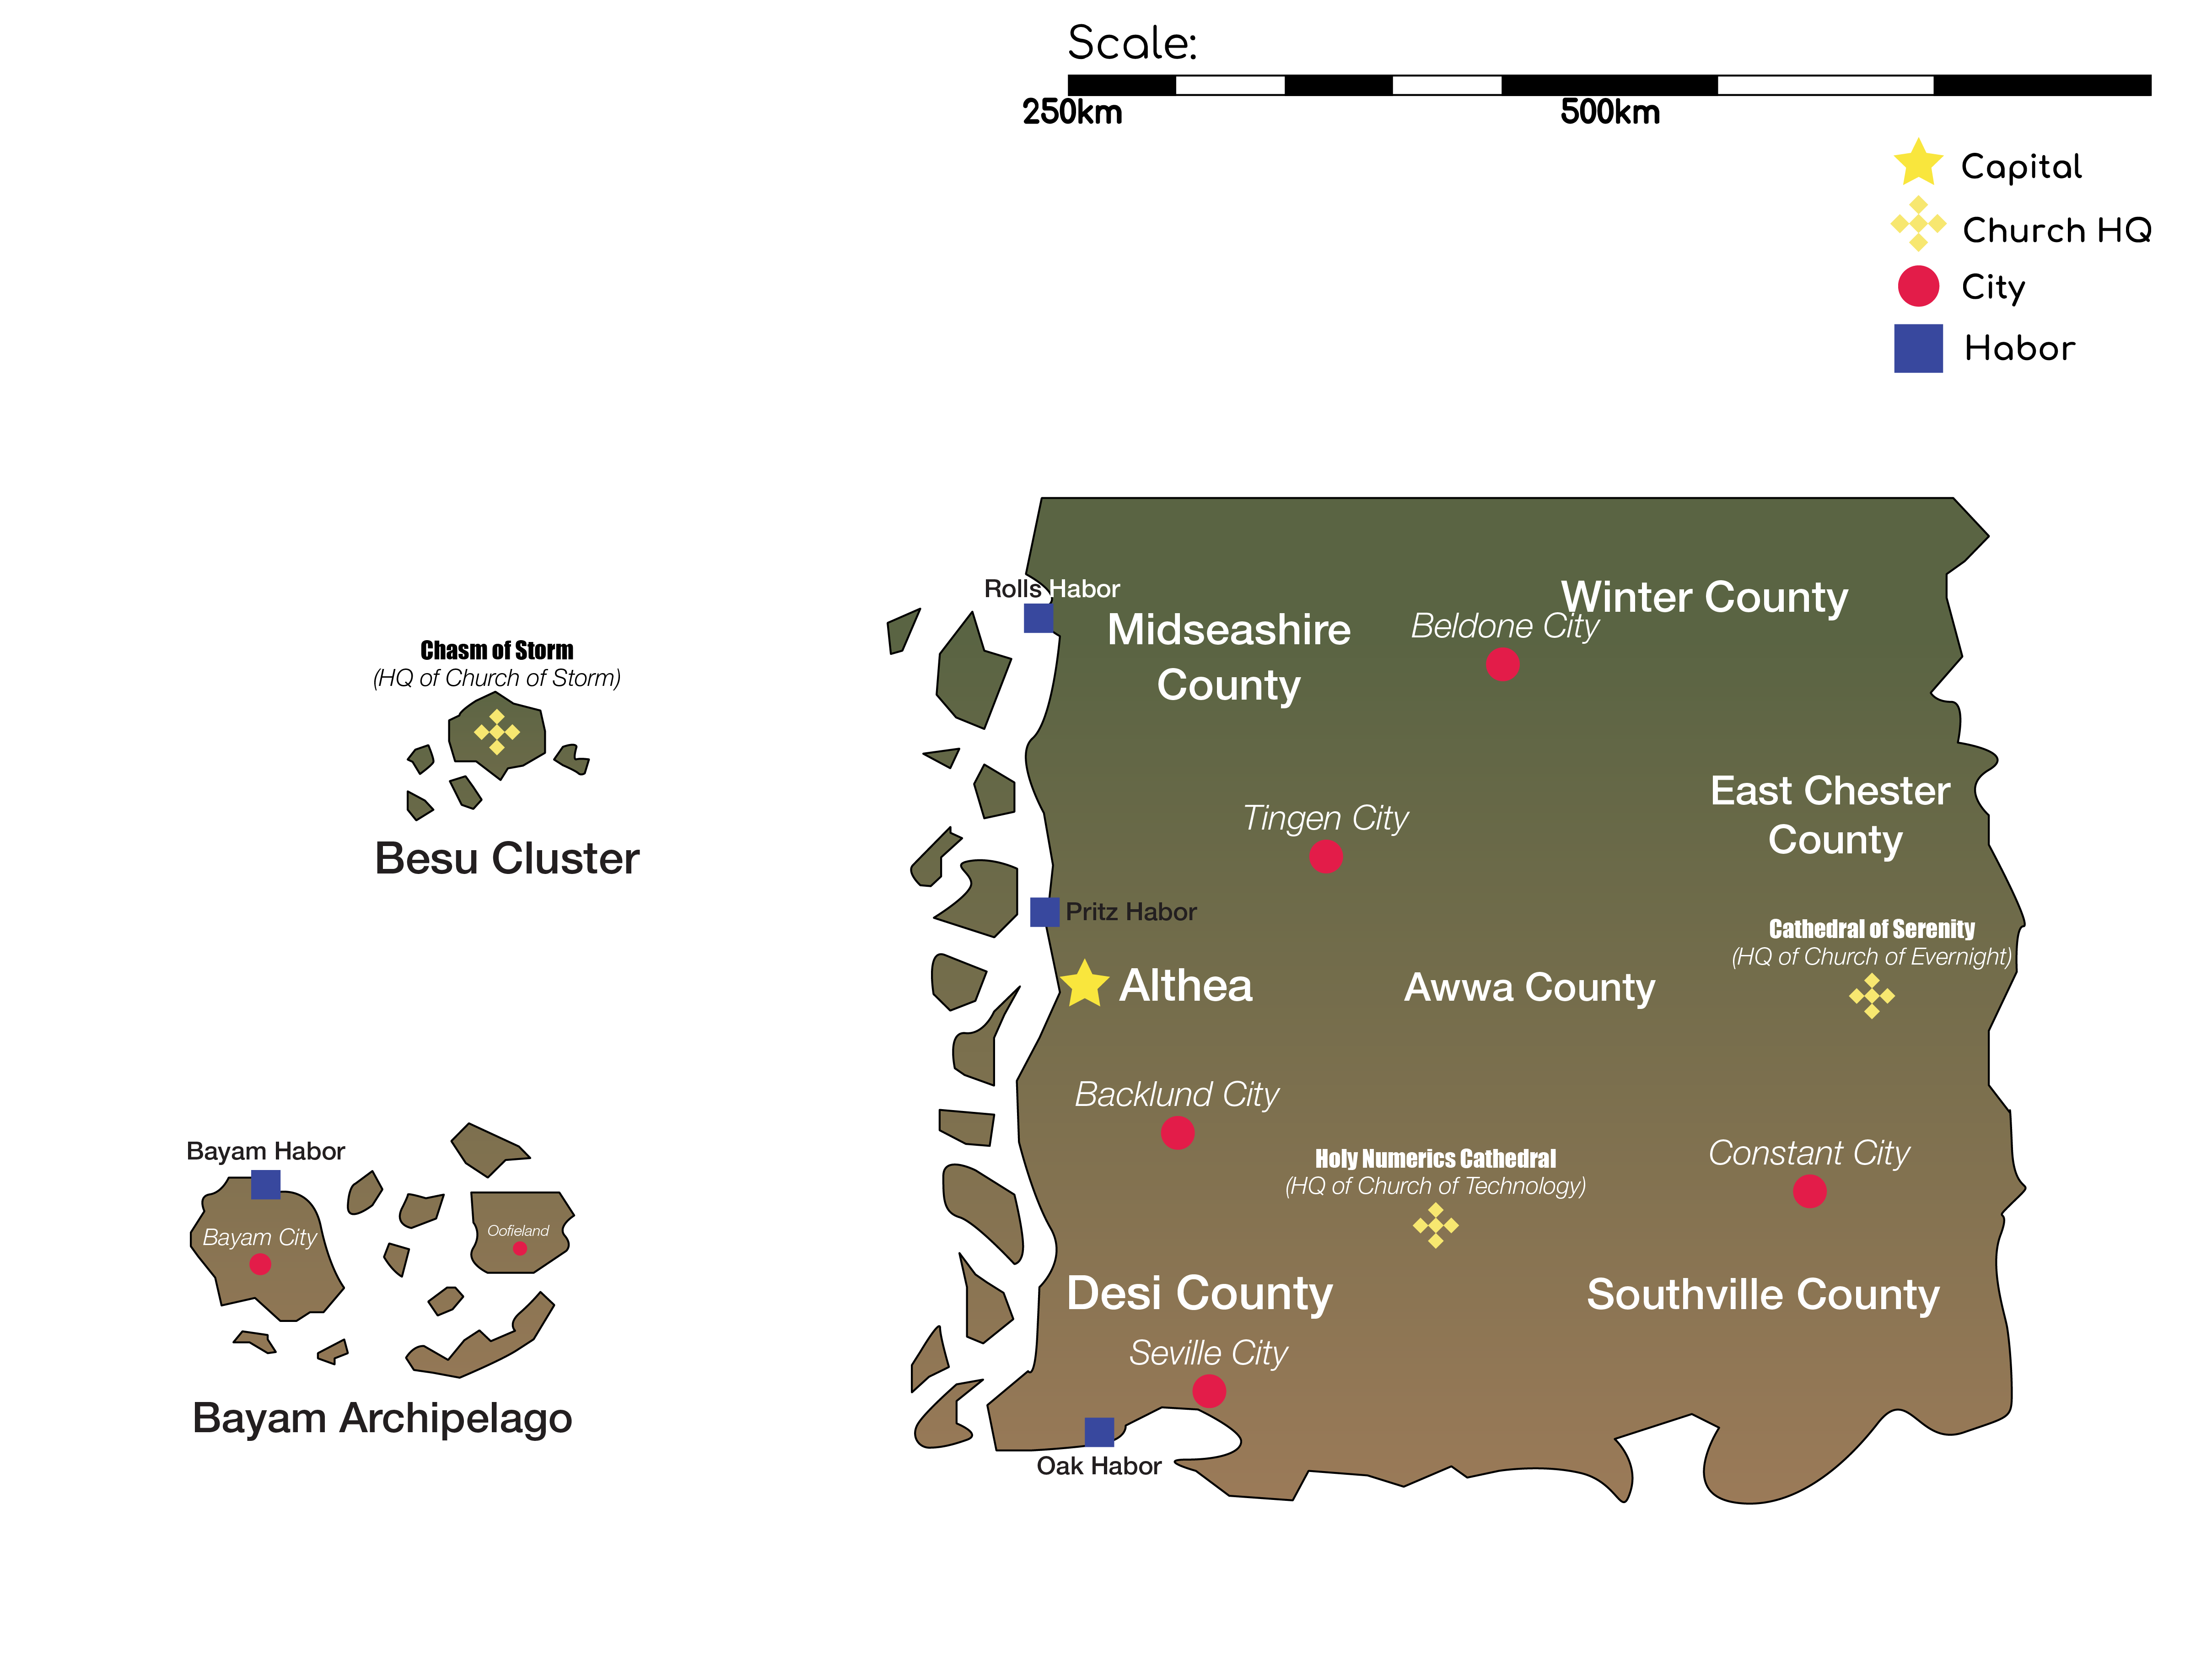 Scale:
250km
500km
Capital
Church HQ
City
Habor
Rolls Habor
Midseashire
County
Winter County
Beldone City
Chasm of Storm
(HQ of Church of Storm)
Besu Cluster
East Chester
County
Tingen City
Pritz Habor
Cathedral of Serenity
(HQ of Church of Evernight)
Althea
Awwa County
Backlund City
Bayam Habor
Holy Numerics Cathedral
(HQ of Church of Technology)
Constant City
Bayam City
Oofieland
Desi County
Southville County
Seville City
Bayam Archipelago
Oak Habor